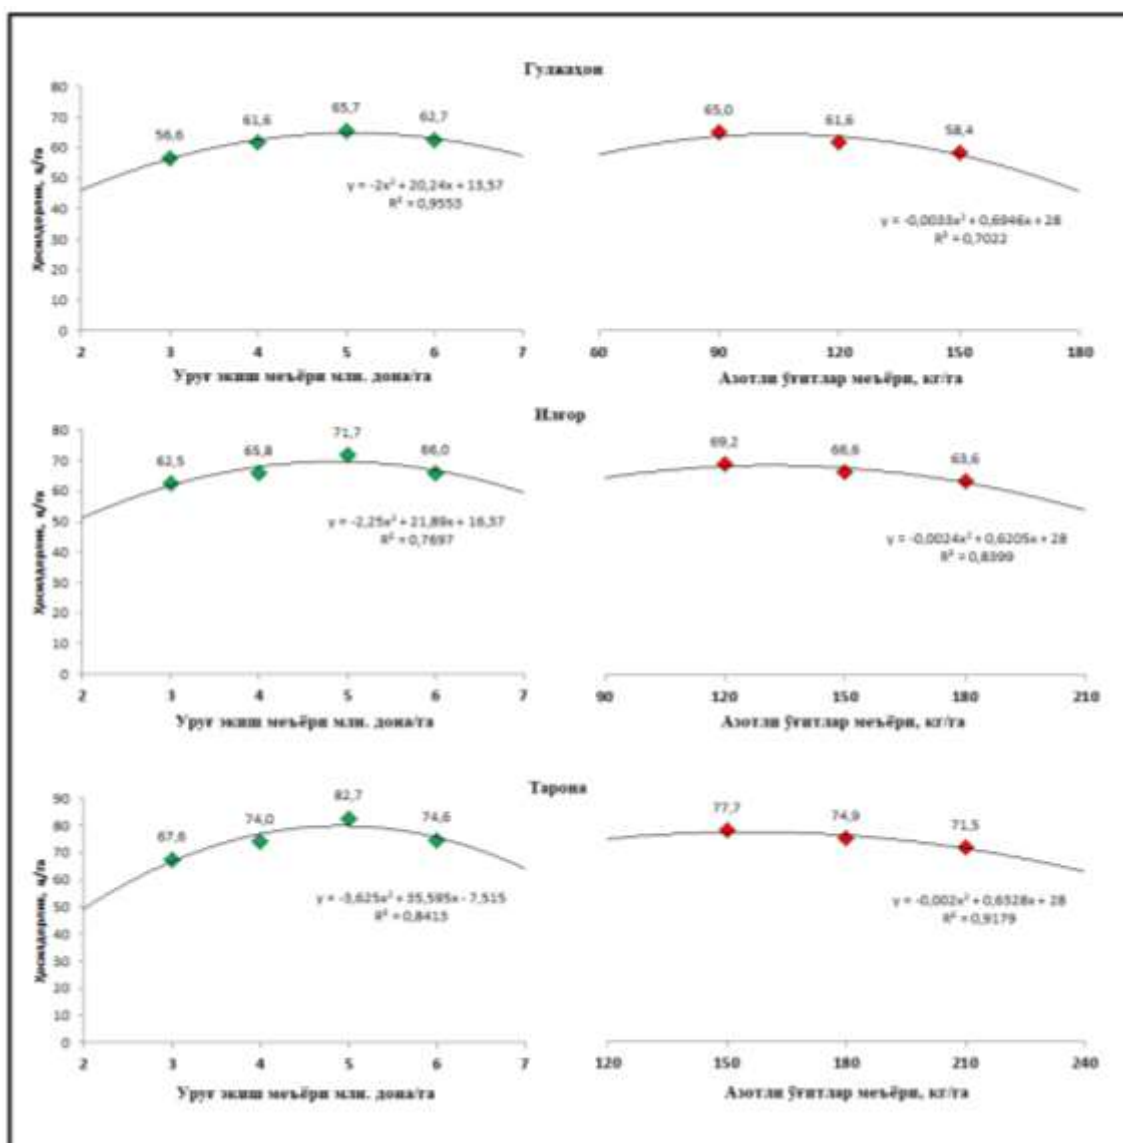 Гулжаҳон
80
70
60
50
40
30
20
10
0
Ҳосилдорлик, ц/га
56,6
61,6
65,7
62,7
y = -2x² + 20,24x + 13,57
R² = 0,9553
2 3 4 5 6 7
Уруғ экиш меъёри млн. дона/га
65,0
61,6
58,4
y = -0,0033x² + 0,6946x + 28
R² = 0,7022
60 90 120 150 180
Азотли ўғитлар меъёри, кг/га
Илғор
80
70
60
50
40
30
20
10
0
Ҳосилдорлик, ц/га
62,5
65,8
71,7
66,0
y = -2,25x² + 21,89x + 16,37
R² = 0,7697
2 3 4 5 6 7
Уруғ экиш меъёри млн. дона/га
69,2
66,6
63,6
y = -0,0024x² + 0,6205x + 28
R² = 0,8399
90 120 150 180 210
Азотли ўғитлар меъёри, кг/га
Тарона
90
80
70
60
50
40
30
20
10
0
Ҳосилдорлик, ц/га
67,6
74,0
82,7
74,6
y = -3,625x² + 35,595x - 7,515
R² = 0,8413
2 3 4 5 6 7
Уруғ экиш меъёри млн. дона/га
77,7
74,9
71,5
y = -0,002x² + 0,6328x + 28
R² = 0,9179
120 150 180 210 240
Азотли ўғитлар меъёри, кг/га